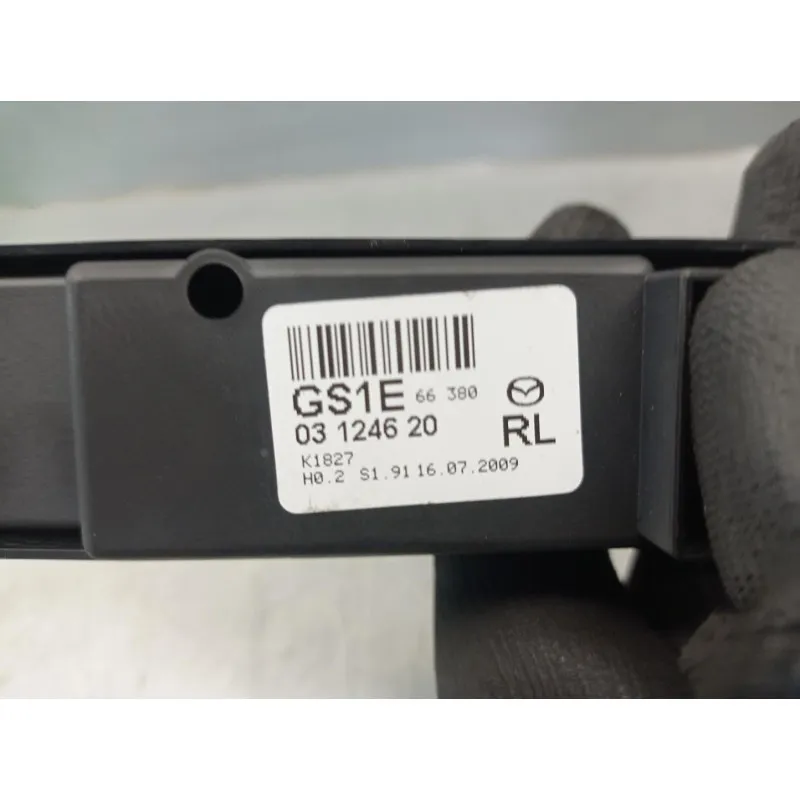 GS1E 66 380
03 1246 20
RL
K1827
H0.2 S1.91 16.07.2009